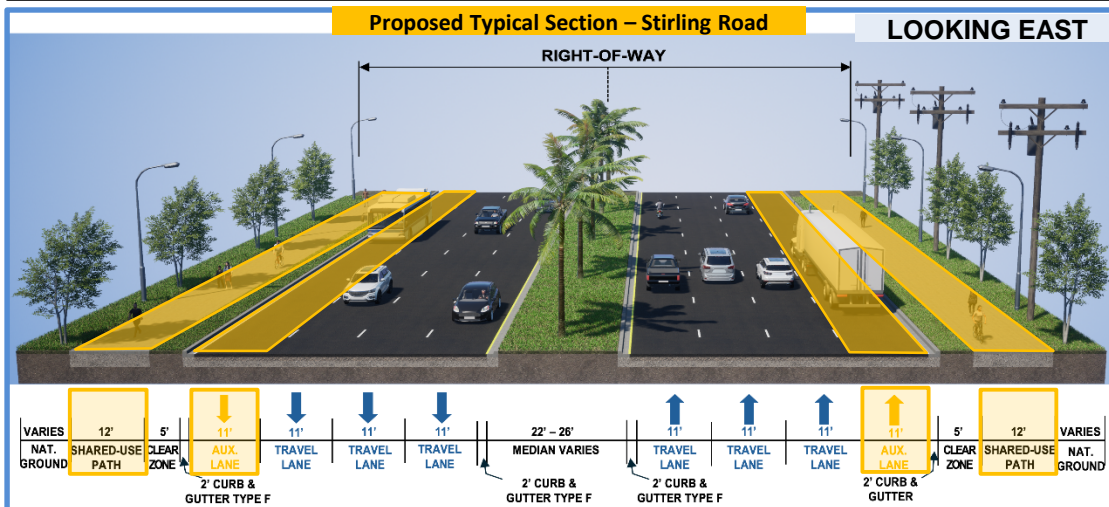 Proposed Typical Section – Stirling Road
LOOKING EAST
RIGHT-OF-WAY
VARIES
NAT.
GROUND
12'
SHARED-USE
PATH
5'
CLEAR
ZONE
11'
AUX.
LANE
11'
TRAVEL
LANE
11'
TRAVEL
LANE
11'
TRAVEL
LANE
22' – 26'
MEDIAN VARIES
11'
TRAVEL
LANE
11'
TRAVEL
LANE
11'
TRAVEL
LANE
11'
AUX.
LANE
5'
CLEAR
ZONE
12'
SHARED-USE
PATH
VARIES
NAT.
GROUND
2' CURB &
GUTTER TYPE F
2' CURB &
GUTTER TYPE F
2' CURB &
GUTTER TYPE F
2' CURB &
GUTTER